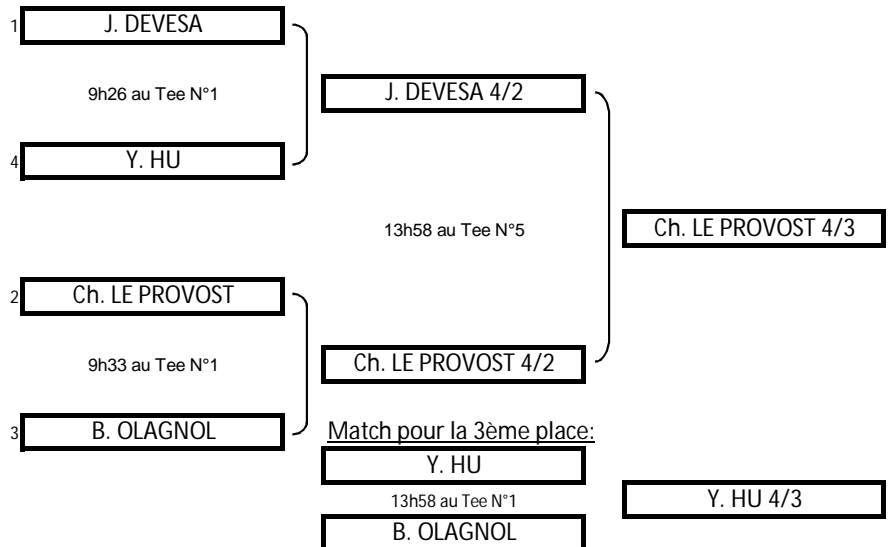 1 J. DEVESA
9h26 au Tee N°1
J. DEVESA 4/2
4 Y. HU
13h58 au Tee N°5
Ch. LE PROVOST 4/3
2 Ch. LE PROVOST
9h33 au Tee N°1
Ch. LE PROVOST 4/2
3 B. OLAGNOL
Match pour la 3ème place:
Y. HU
13h58 au Tee N°1
Y. HU 4/3
B. OLAGNOL